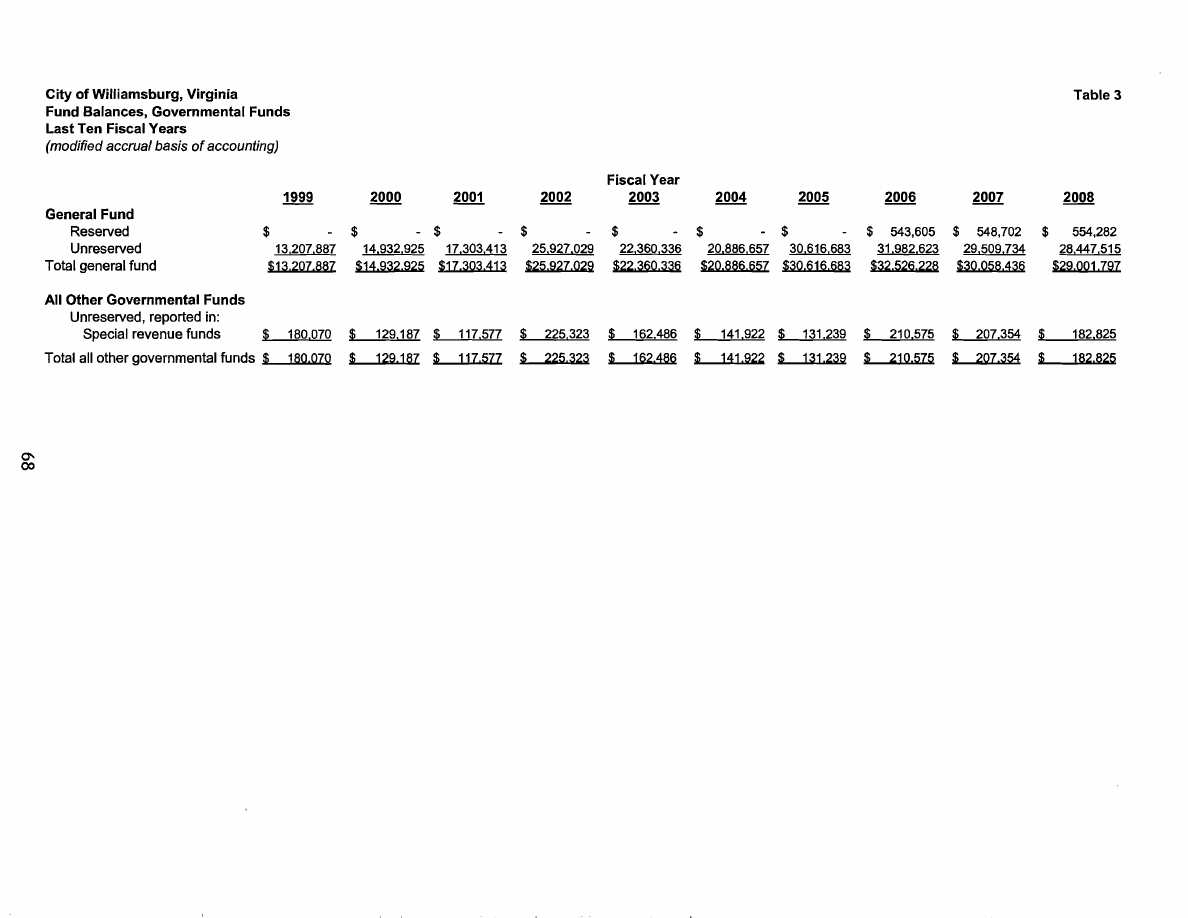 City of Williamsburg, Virginia Table 3
Fund Balances, Governmental Funds
Last Ten Fiscal Years
(modified accrual basis of accounting)
Fiscal Year
1999 2000 2001 2002 2003 2004 2005 2006 2007 2008
General Fund
Reserved $ - $ - $ - $ - $ - $ - $ - $ 543,605 $ 548,702 $ 554,282
Unreserved 13,207,887 14,932,925 17,303,413 25,927,029 22,360,336 20,886,657 30,616,683 31,982,623 29,509,734 28,447,515
Total general fund $13,207,887 $14,932,925 $17,303,413 $25,927,029 $22,360,336 $20,886,657 $30,616,683 $32,526,228 $30,058,436 $29,001,797
All Other Governmental Funds
Unreserved, reported in:
Special revenue funds $ 180,070 $ 129,187 $ 117,577 $ 225,323 $ 162,486 $ 141,922 $ 131,239 $ 210,575 $ 207,354 $ 182,825
Total all other governmental funds $ 180,070 $ 129,187 $ 117,577 $ 225,323 $ 162,486 $ 141,922 $ 131,239 $ 210,575 $ 207,354 $ 182,825
68